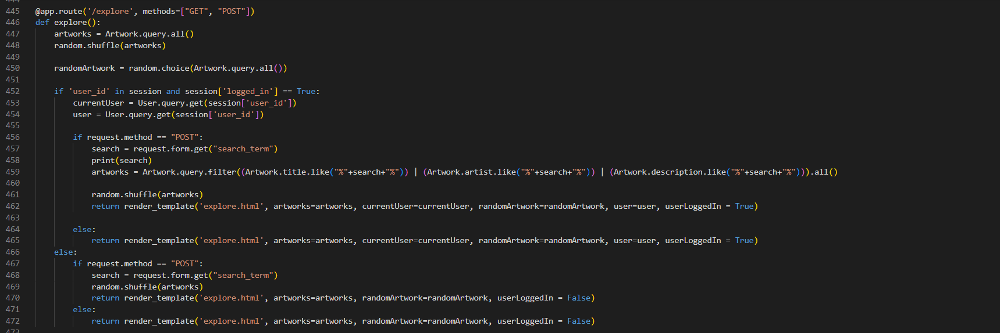 444
445 @app.route('/explore', methods=["GET", "POST"])
446 def explore():
447     artworks = Artwork.query.all()
448     random.shuffle(artworks)
449
450     randomArtwork = random.choice(Artwork.query.all())
451
452     if 'user_id' in session and session['logged_in'] == True:
453         currentUser = User.query.get(session['user_id'])
454         user = User.query.get(session['user_id'])
455
456         if request.method == "POST":
457             search = request.form.get("search_term")
458             print(search)
459             artworks = Artwork.query.filter((Artwork.title.like("%"+search+"%")) | (Artwork.artist.like("%"+search+"%")) | (Artwork.description.like("%"+search+"%"))).all()
460
461             random.shuffle(artworks)
462             return render_template('explore.html', artworks=artworks, currentUser=currentUser, randomArtwork=randomArtwork, user=user, userLoggedIn = True)
463
464         else:
465             return render_template('explore.html', artworks=artworks, currentUser=currentUser, randomArtwork=randomArtwork, user=user, userLoggedIn = True)
466     else:
467         if request.method == "POST":
468             search = request.form.get("search_term")
469             random.shuffle(artworks)
470             return render_template('explore.html', artworks=artworks, randomArtwork=randomArtwork, userLoggedIn = False)
471         else:
472             return render_template('explore.html', artworks=artworks, randomArtwork=randomArtwork, userLoggedIn = False)
473